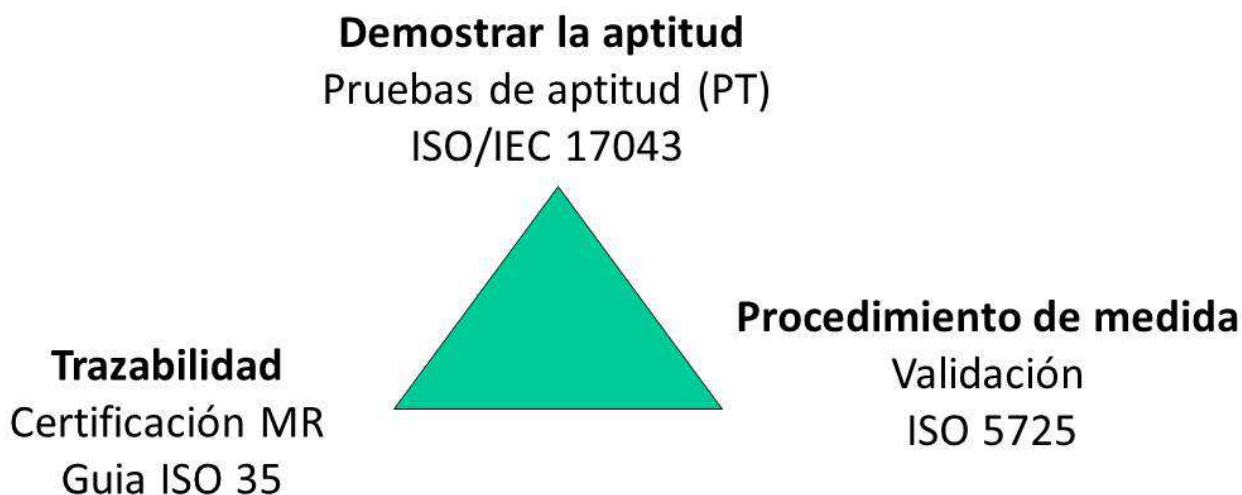 Demostrar la aptitud
Pruebas de aptitud (PT)
ISO/IEC 17043
Trazabilidad
Certificación MR
Guia ISO 35
Procedimiento de medida
Validación
ISO 5725